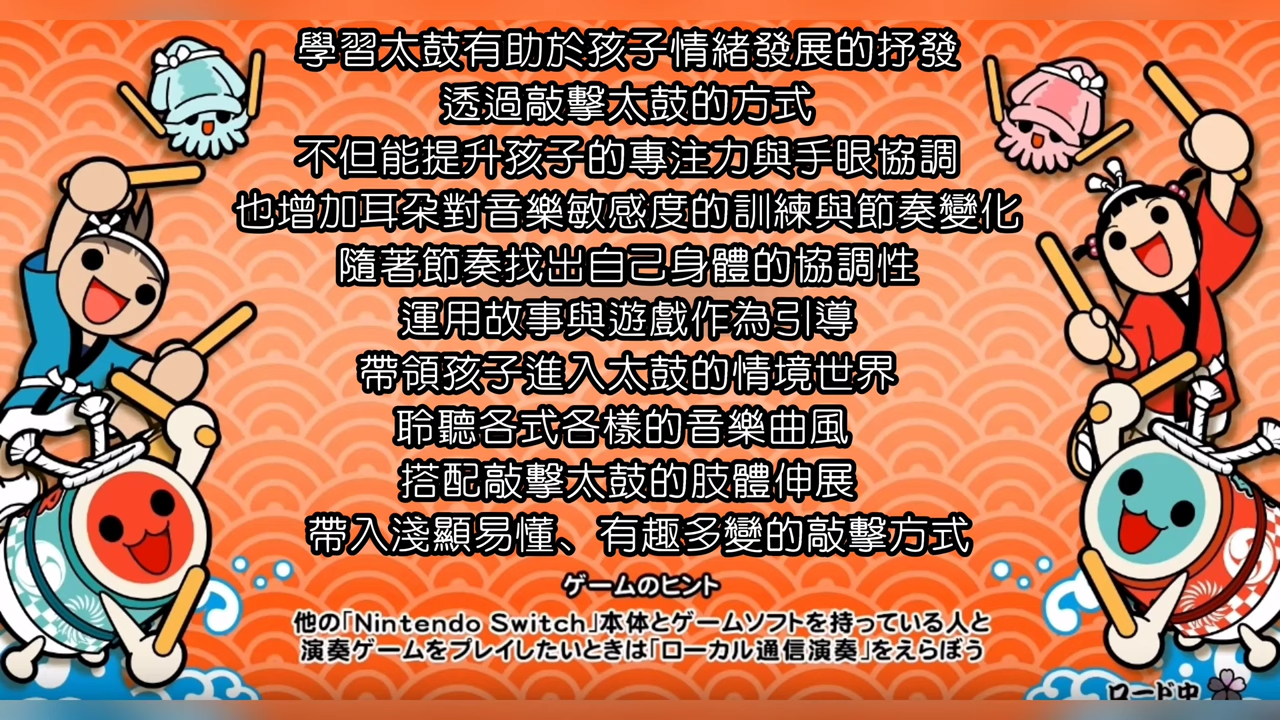 學習太鼓有助於孩子情緒發展的抒發
透過敲擊太鼓的方式
不但能提升孩子的專注力與手眼協調
也增加耳朵對音樂敏感度的訓練與節奏變化
隨著節奏找出自己身體的協調性
運用故事與遊戲作為引導
帶領孩子進入太鼓的情境世界
聆聽各式各樣的音樂曲風
搭配敲擊太鼓的肢體伸展
帶入淺顯易懂、有趣多變的敲擊方式
ゲームのヒント
他の「Nintendo Switch」本体とゲームソフトを持っている人と
演奏ゲームをプレイしたいときは「ローカル通信演奏」をえらぼう
ロード中